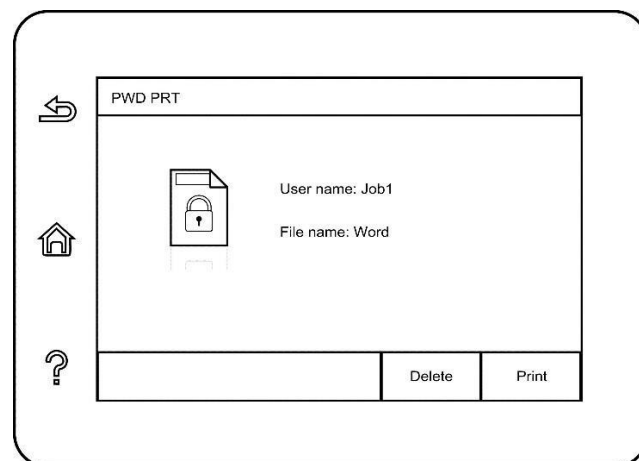 PWD PRT
User name: Job1
File name: Word
Delete
Print